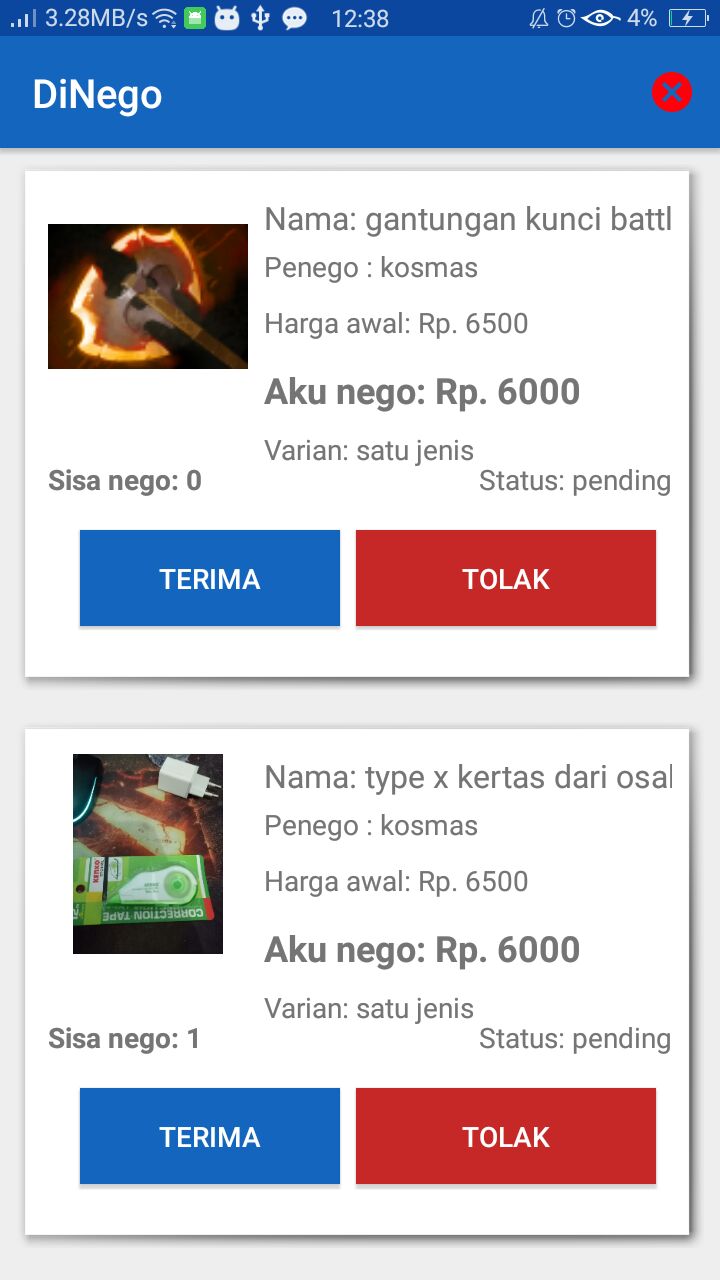 3.28MB/s 12:38 4%
DiNego
Nama: gantungan kunci battl
Penego : kosmas
Harga awal: Rp. 6500
Aku nego: Rp. 6000
Varian: satu jenis
Sisa nego: 0
Status: pending
TERIMA
TOLAK
Nama: type x kertas dari osal
Penego : kosmas
Harga awal: Rp. 6500
Aku nego: Rp. 6000
Varian: satu jenis
Sisa nego: 1
Status: pending
KENKO
CORRECTION TAPE
TERIMA
TOLAK